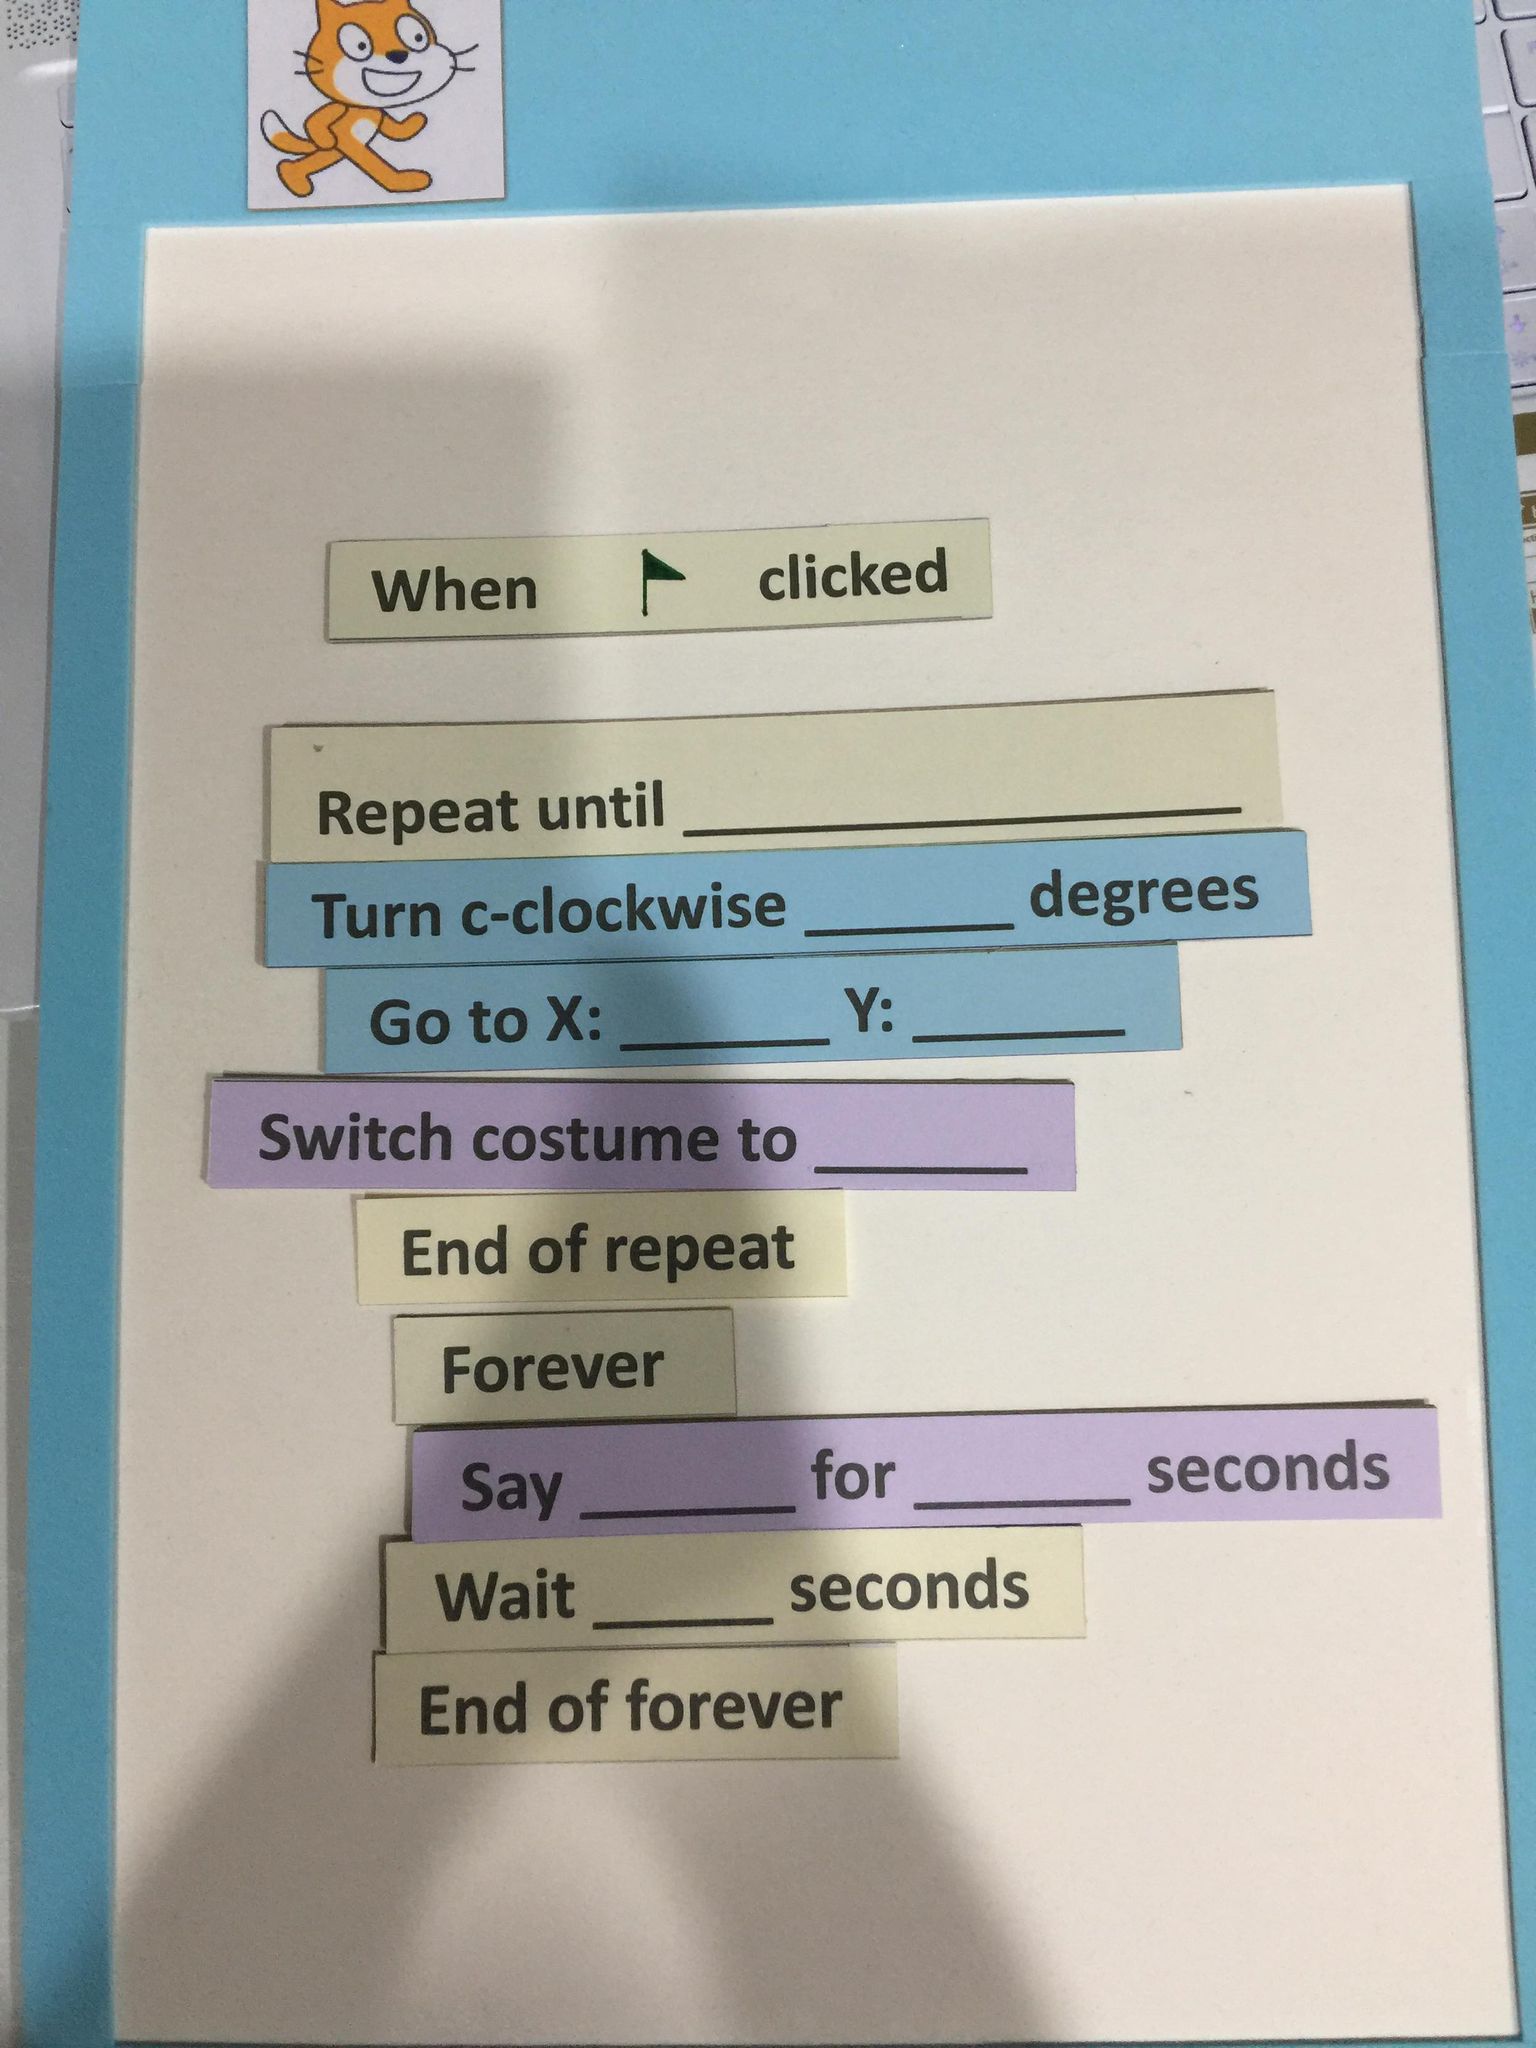 When clicked
Repeat until ____________
Turn c-clockwise ______ degrees
Go to X: ______ Y: ______
Switch costume to ______
End of repeat
Forever
Say ______ for ______ seconds
Wait _____ seconds
End of forever